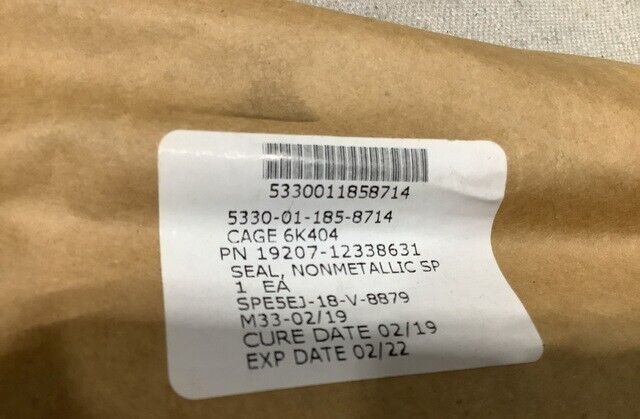 5330011858714
5330-01-185-8714
CAGE 6K404
PN 19207-12338631
SEAL, NONMETALLIC SP
1 EA
SPE5EJ-18-V-8879
M33-02/19
CURE DATE 02/19
EXP DATE 02/22